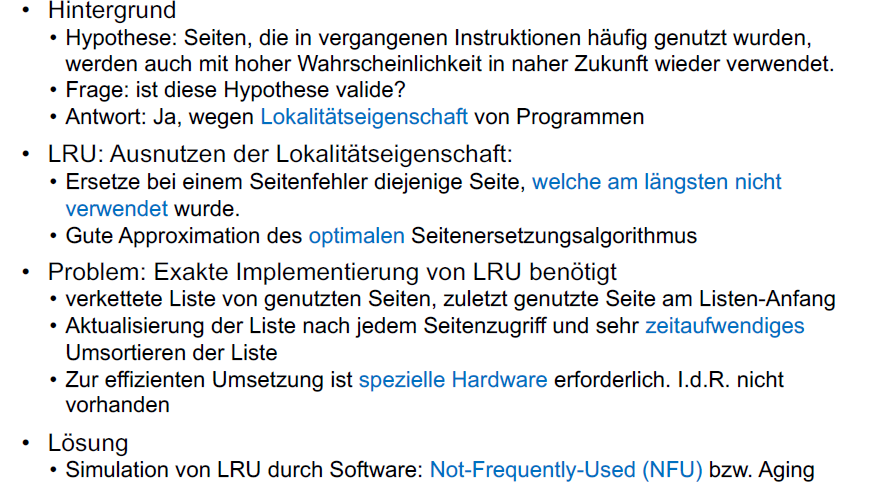 • Hintergrund
• Hypothese: Seiten, die in vergangenen Instruktionen häufig genutzt wurden,
werden auch mit hoher Wahrscheinlichkeit in naher Zukunft wieder verwendet.
• Frage: ist diese Hypothese valide?
• Antwort: Ja, wegen Lokalitätseigenschaft von Programmen
• LRU: Ausnutzen der Lokalitätseigenschaft:
• Ersetze bei einem Seitenfehler diejenige Seite, welche am längsten nicht
verwendet wurde.
• Gute Approximation des optimalen Seitenersetzungsalgorithmus
• Problem: Exakte Implementierung von LRU benötigt
• verkettete Liste von genutzten Seiten, zuletzt genutzte Seite am Listen-Anfang
• Aktualisierung der Liste nach jedem Seitenzugriff und sehr zeitaufwendiges
Umsortieren der Liste
• Zur effizienten Umsetzung ist spezielle Hardware erforderlich. I.d.R. nicht
vorhanden
• Lösung
• Simulation von LRU durch Software: Not-Frequently-Used (NFU) bzw. Aging